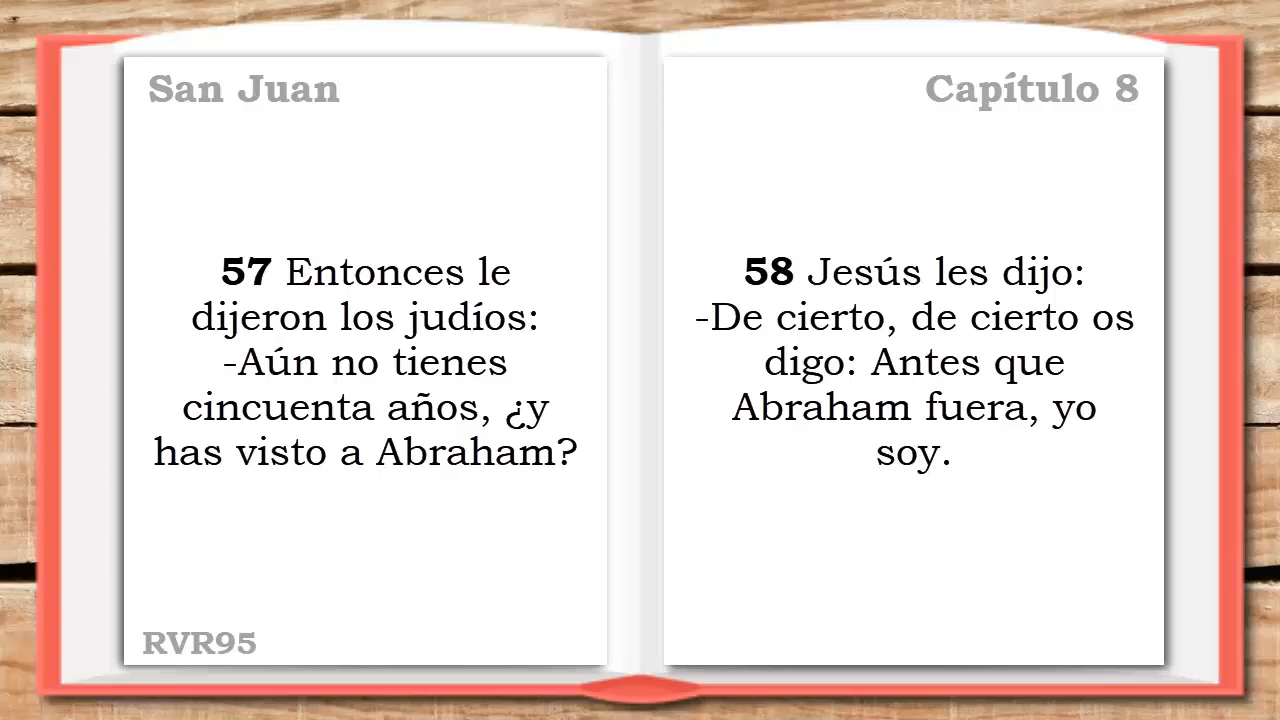 San Juan
57 Entonces le
dijeron los judíos:
-Aún no tienes
cincuenta años, ¿y
has visto a Abraham?
RVR95
Capítulo 8
58 Jesús les dijo:
-De cierto, de cierto os
digo: Antes que
Abraham fuera, yo
soy.